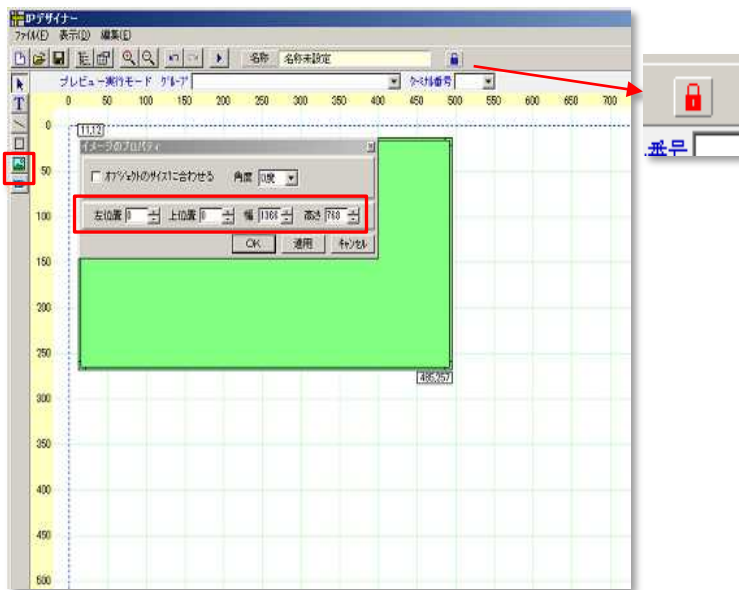 IPデザイナー
ファイル(E) 表示(D) 編集(E)
名称 名称未設定
プレビュー実行モード グループ ターミナル番号
0 50 100 150 200 250 300 350 400 450 500 550 600 650 700
0
11,12
イメージのプロパティ
オブジェクトのサイズに合わせる 角度 0度
50
左位置 0 上位置 0 幅 1366 高さ 768
100
OK 適用 キャンセル
150
200
250
485,257
300
350
400
450
500
番号